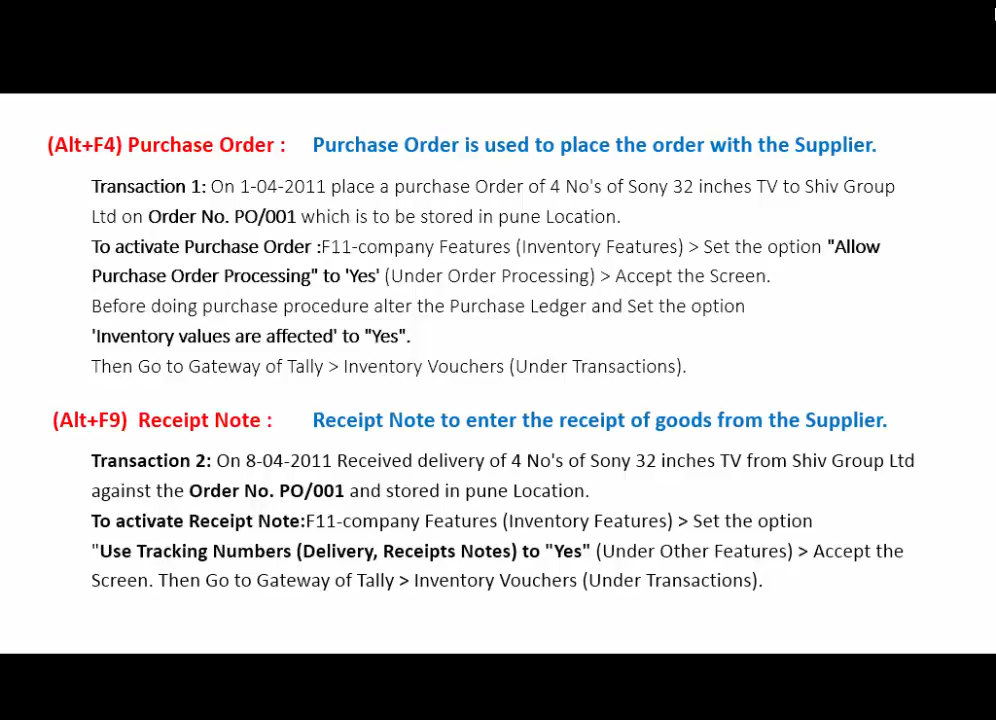 (Alt+F4) Purchase Order : Purchase Order is used to place the order with the Supplier.
Transaction 1: On 1-04-2011 place a purchase Order of 4 No's of Sony 32 inches TV to Shiv Group
Ltd on Order No. PO/001 which is to be stored in pune Location.
To activate Purchase Order :F11-company Features (Inventory Features) > Set the option "Allow
Purchase Order Processing" to 'Yes' (Under Order Processing) > Accept the Screen.
Before doing purchase procedure alter the Purchase Ledger and Set the option
'Inventory values are affected' to "Yes".
Then Go to Gateway of Tally > Inventory Vouchers (Under Transactions).
(Alt+F9) Receipt Note : Receipt Note to enter the receipt of goods from the Supplier.
Transaction 2: On 8-04-2011 Received delivery of 4 No's of Sony 32 inches TV from Shiv Group Ltd
against the Order No. PO/001 and stored in pune Location.
To activate Receipt Note:F11-company Features (Inventory Features) > Set the option
"Use Tracking Numbers (Delivery, Receipts Notes) to "Yes" (Under Other Features) > Accept the
Screen. Then Go to Gateway of Tally > Inventory Vouchers (Under Transactions).